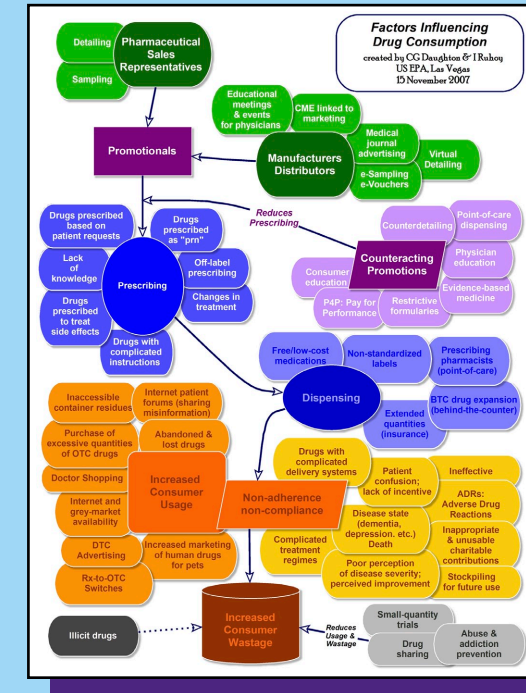 Factors Influencing
Drug Consumption
created by CG Daughton & I Ruhoy
US EPA, Las Vegas
15 November 2007
Detailing
Pharmaceutical
Sales
Representatives
Sampling
Educational
meetings
& events
for physicians
CME linked to
marketing
Medical
journal
advertising
Virtual
Detailing
Manufacturers
Distributors
e-Sampling
e-Vouchers
Promotionals
Reduces
Prescribing
Counterdetailing
Point-of-care
dispensing
Physician
education
Counteracting
Promotions
Consumer
education
Evidence-based
medicine
P4P: Pay for
Performance
Restrictive
formularies
Drugs prescribed
based on
patient requests
Drugs
prescribed
as "prn"
Lack
of
knowledge
Prescribing
Off-label
prescribing
Changes in
treatment
Drugs
prescribed
to treat
side effects
Drugs with
complicated
instructions
Free/low-cost
medications
Non-standardized
labels
Prescribing
pharmacists
(point-of-care)
Dispensing
BTC drug expansion
(behind-the-counter)
Extended
quantities
(insurance)
Inaccessible
container residues
Internet patient
forums (sharing
misinformation)
Purchase of
excessive quantities
of OTC drugs
Abandoned &
lost drugs
Doctor Shopping
Increased
Consumer
Usage
Internet and
grey-market
availability
DTC
Advertising
Increased marketing
of human drugs
for pets
Rx-to-OTC
Switches
Non-adherence
non-compliance
Drugs with
complicated
delivery systems
Patient
confusion;
lack of incentive
Ineffective
ADRs:
Adverse Drug
Reactions
Disease state
(dementia,
depression. etc.)
Death
Inappropriate
& unusable
charitable
contributions
Complicated
treatment
regimes
Poor perception
of disease severity;
perceived improvement
Stockpiling
for future use
Illicit drugs
Increased
Consumer
Wastage
Reduces
Usage &
Wastage
Small-quantity
trials
Drug
sharing
Abuse &
addiction
prevention